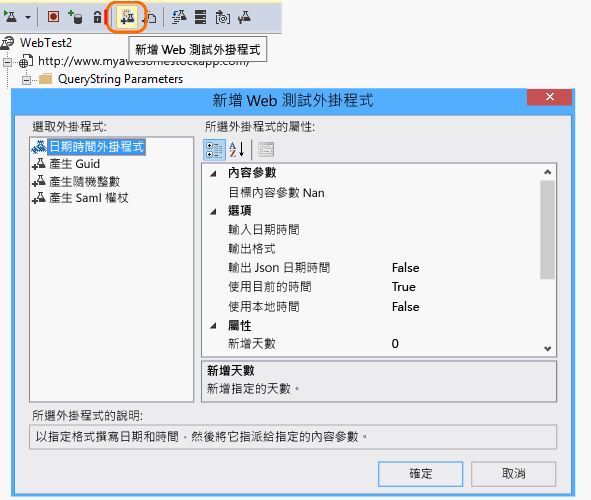 新增 Web 測試外掛程式
WebTest2
http://www.myawesomestockapp.com/
QueryString Parameters
新增 Web 測試外掛程式
選取外掛程式:
日期時間外掛程式
產生 Guid
產生隨機整數
產生 Saml 權杖
所選外掛程式的屬性:
內容參數
目標內容參數 Nan
選項
輸入日期時間
輸出格式
輸出 Json 日期時間 False
使用目前的時間 True
使用本地時間 False
屬性
新增天數 0
新增天數
新增指定的天數。
所選外掛程式的說明:
以指定格式撰寫日期和時間，然後將它指派給指定的內容參數。
確定
取消